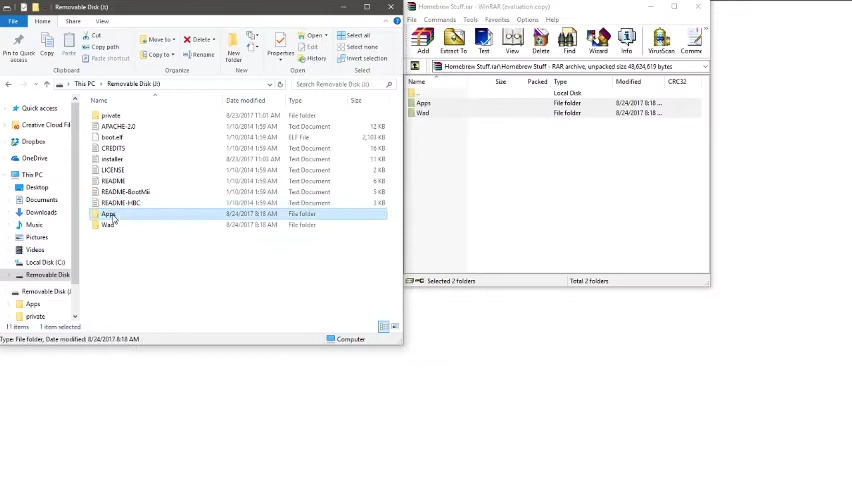 Removable Disk (J:)
File Home Share View
Pin to Quick access
Copy
Paste
Cut
Copy path
Paste shortcut
Clipboard
Move to
Copy to
Delete
Rename
Organize
New folder
New
Properties
Open
Edit
History
Open
Select all
Select none
Invert selection
Select
This PC > Removable Disk (J:)
Search Removable Disk (J:)
Name Date modified Type Size
Quick access
Creative Cloud Fil
Dropbox
OneDrive
This PC
Desktop
Documents
Downloads
Music
Pictures
Videos
Local Disk (C:)
Removable Disk
Removable Disk (J
Apps
private
private 8/23/2017 11:01 AM File folder
APACHE-2.0 1/10/2014 1:59 AM Text Document 12 KB
boot.elf 1/10/2014 1:59 AM ELF File 2,103 KB
CREDITS 1/10/2014 1:59 AM Text Document 16 KB
installer 8/23/2017 11:03 AM Text Document 11 KB
LICENSE 1/10/2014 1:59 AM Text Document
README 1/10/2014 1:59 AM Text Document 6 KB
README-BootMii 1/10/2014 1:59 AM Text Document 5 KB
README-HBC 1/10/2014 1:59 AM Text Document 3 KB
Apps 8/24/2017 8:18 AM File folder
Wad 8/24/2017 8:18 AM File folder
11 items 1 item selected
Type: File folder, Date modified: 8/24/2017 8:18 AM
Computer
Homebrew Stuff.rar - WinRAR (evaluation copy)
File Commands Tools Favorites Options Help
Add Extract To Test View Delete Find Wizard Info VirusScan Comme
Homebrew Stuff.rar\Homebrew Stuff - RAR archive, unpacked size 48,624,619 bytes
Name Size Packed Type Modified CRC32
.. Local Disk
Apps File folder 8/24/2017 8:18 ...
Wad File folder 8/24/2017 8:18 ...
Selected 2 folders
Total 2 folders